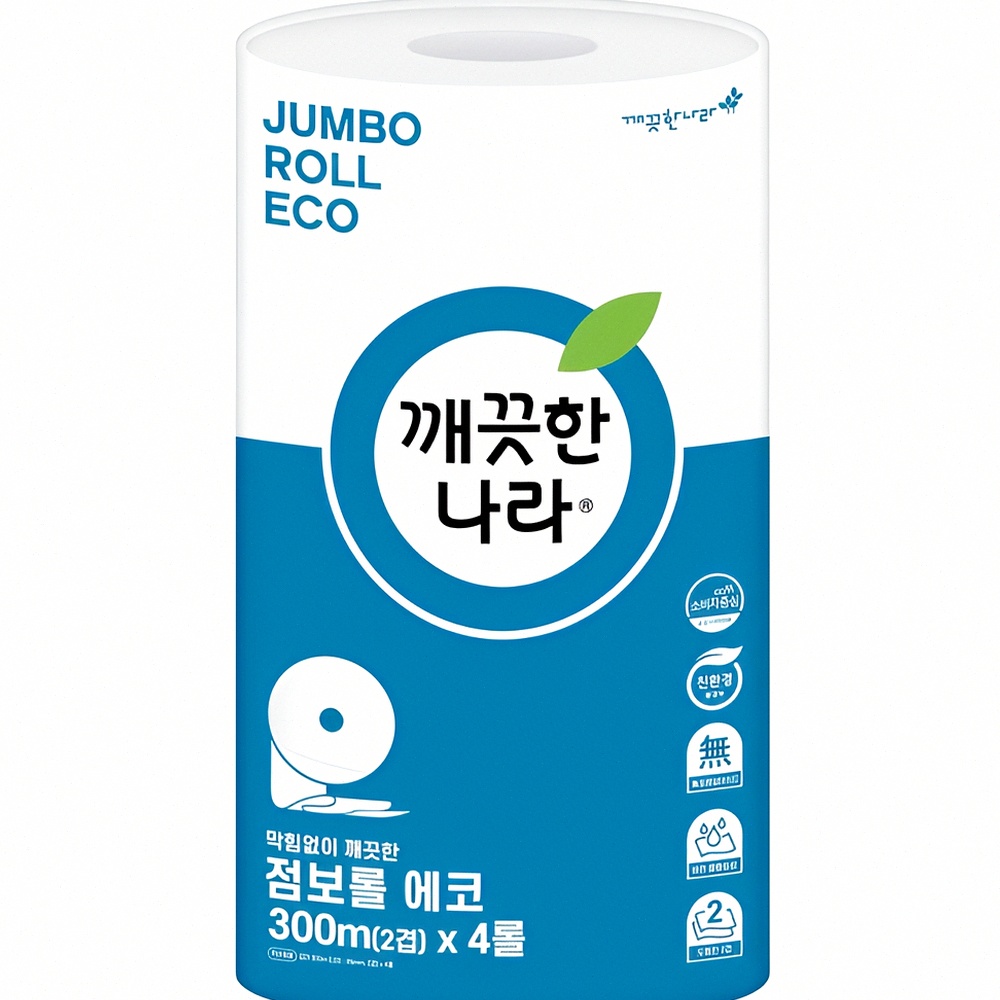 JUMBO
ROLL
ECO
깨끗한나라
깨끗한
나라®
소비자중심
친환경
無
2
막힘없이 깨끗한
점보롤 에코
300m(2겹) x 4롤